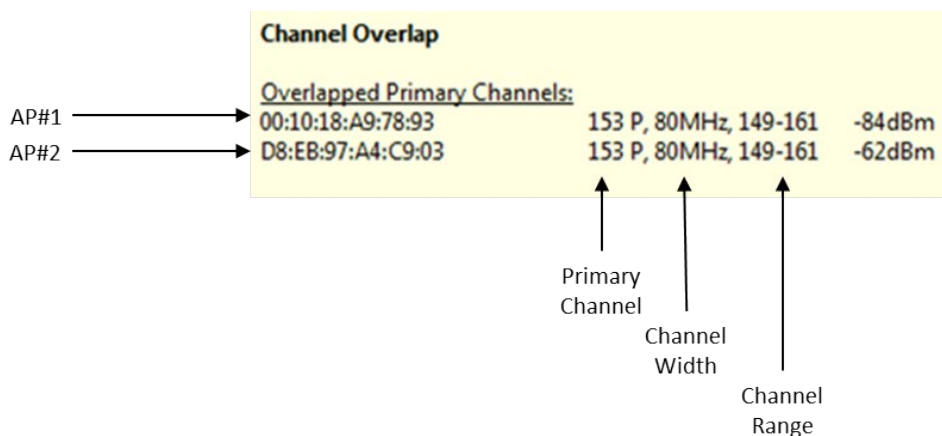 Channel Overlap
Overlapped Primary Channels:
AP#1
00:10:18:A9:78:93 153 P, 80MHz, 149-161 -84dBm
AP#2
D8:EB:97:A4:C9:03 153 P, 80MHz, 149-161 -62dBm
Primary
Channel
Channel
Width
Channel
Range